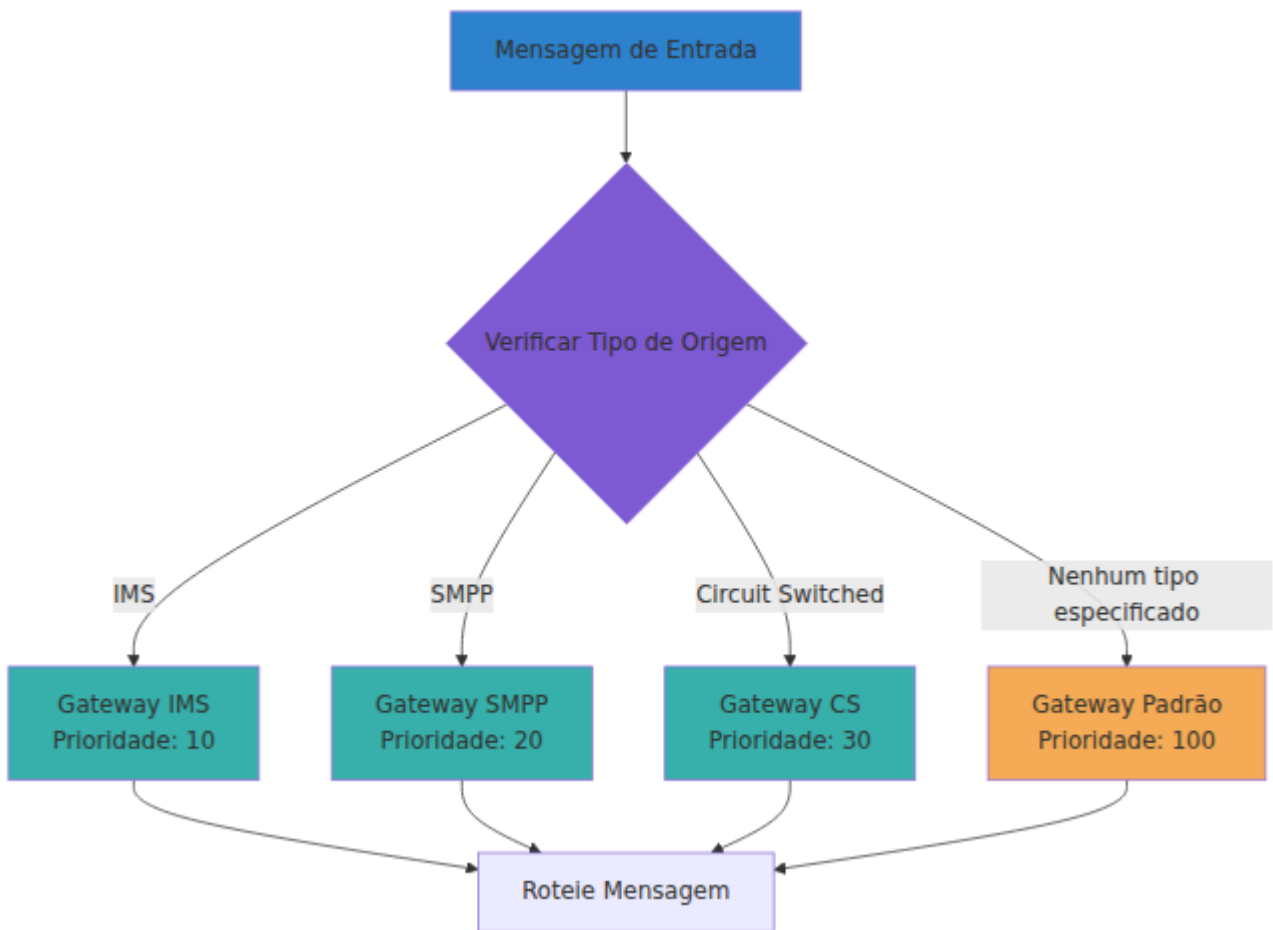 Mensagem de Entrada
Verificar Tipo de Origem
IMS
SMPP
Circuit Switched
Nenhum tipo
especificado
Gateway IMS
Prioridade: 10
Gateway SMPP
Prioridade: 20
Gateway CS
Prioridade: 30
Gateway Padrão
Prioridade: 100
Roteie Mensagem